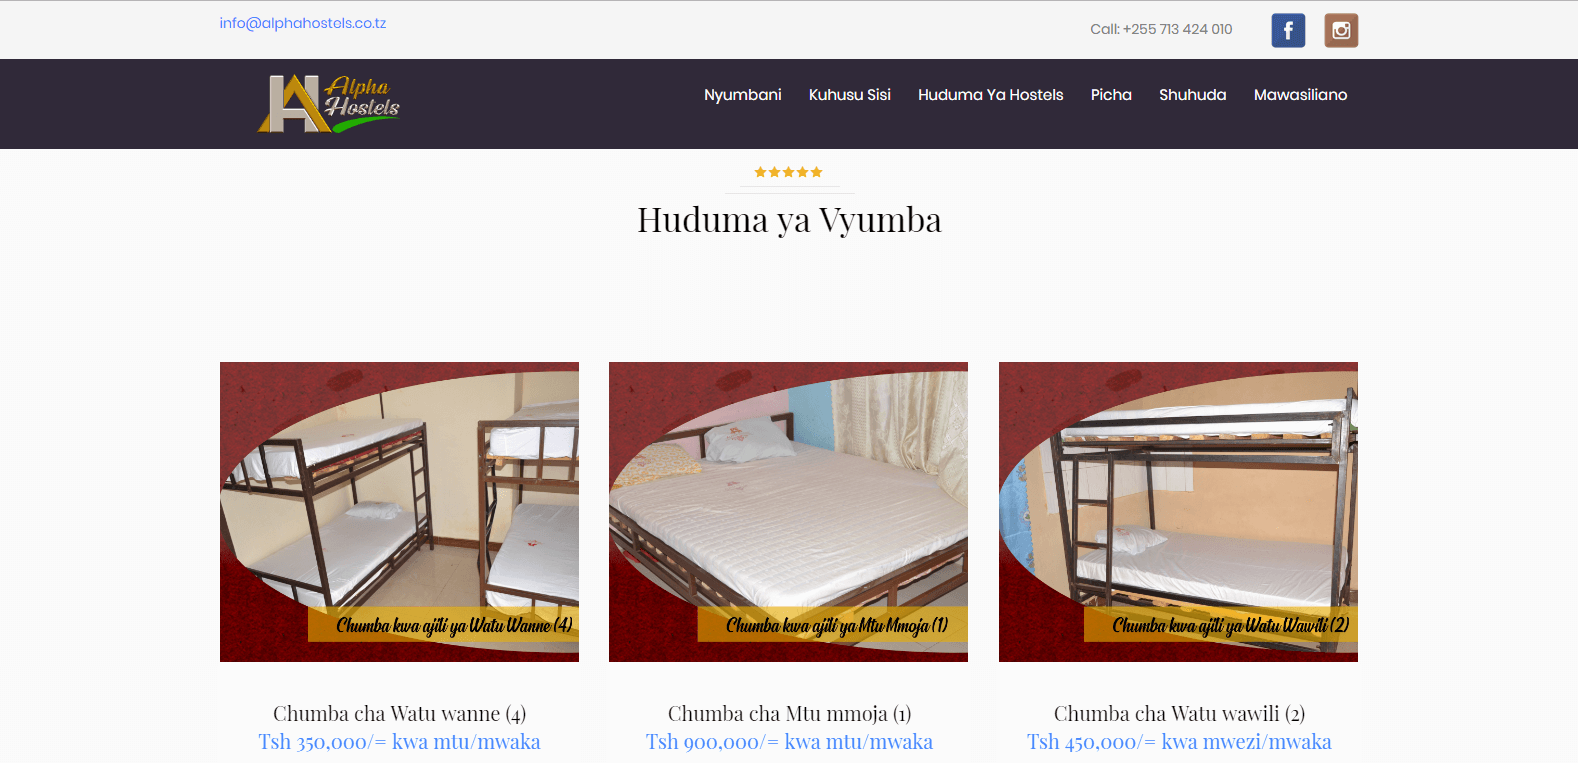 info@alphahostels.co.tz
Call: +255 713 424 010
Alpha
Hostels
Nyumbani Kuhusu Sisi Huduma Ya Hostels Picha Shuhuda Mawasiliano
Huduma ya Vyumba
Chumba kwa ajili ya Watu Wanne (4)
Chumba kwa ajili ya Mtu Mmoja (1)
Chumba kwa ajili ya Watu Wawili (2)
Chumba cha Watu wanne (4)
Tsh 350,000/= kwa mtu/mwaka
Chumba cha Mtu mmoja (1)
Tsh 900,000/= kwa mtu/mwaka
Chumba cha Watu wawili (2)
Tsh 450,000/= kwa mwezi/mwaka